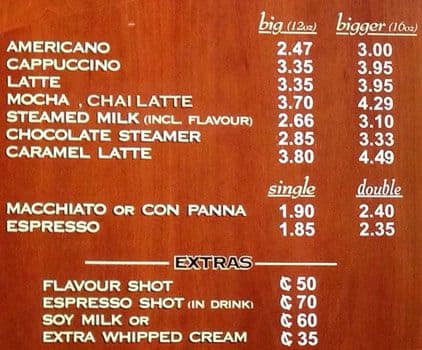 big (12oz) bigger (16oz)
AMERICANO 2.47 3.00
CAPPUCCINO 3.35 3.95
LATTE 3.35 3.95
MOCHA , CHAI LATTE 3.70 4.29
STEAMED MILK (INCL. FLAVOUR) 2.66 3.10
CHOCOLATE STEAMER 2.85 3.33
CARAMEL LATTE 3.80 4.49
single double
MACCHIATO OR CON PANNA 1.90 2.40
ESPRESSO 1.85 2.35
EXTRAS
FLAVOUR SHOT ₵ 50
ESPRESSO SHOT (IN DRINK) ₵ 70
SOY MILK OR ₵ 60
EXTRA WHIPPED CREAM ₵ 35